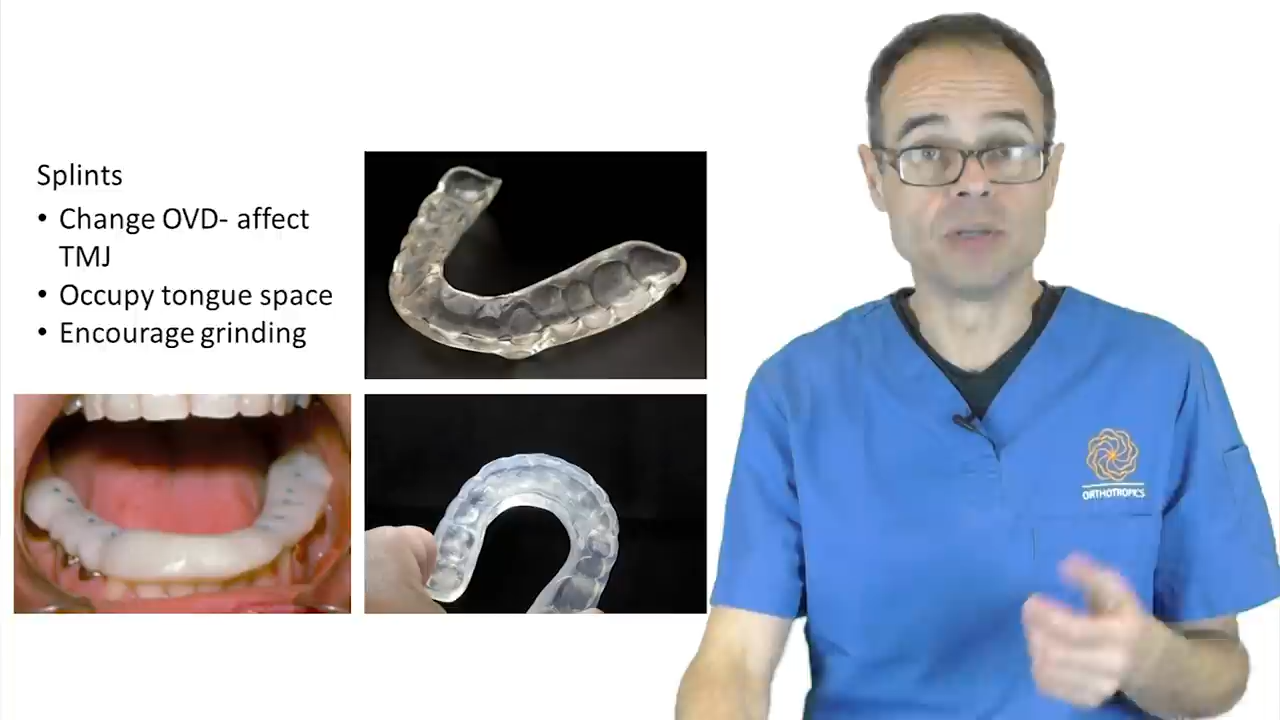 Splints
• Change OVD- affect
TMJ
• Occupy tongue space
• Encourage grinding
ORTHOTROPICS